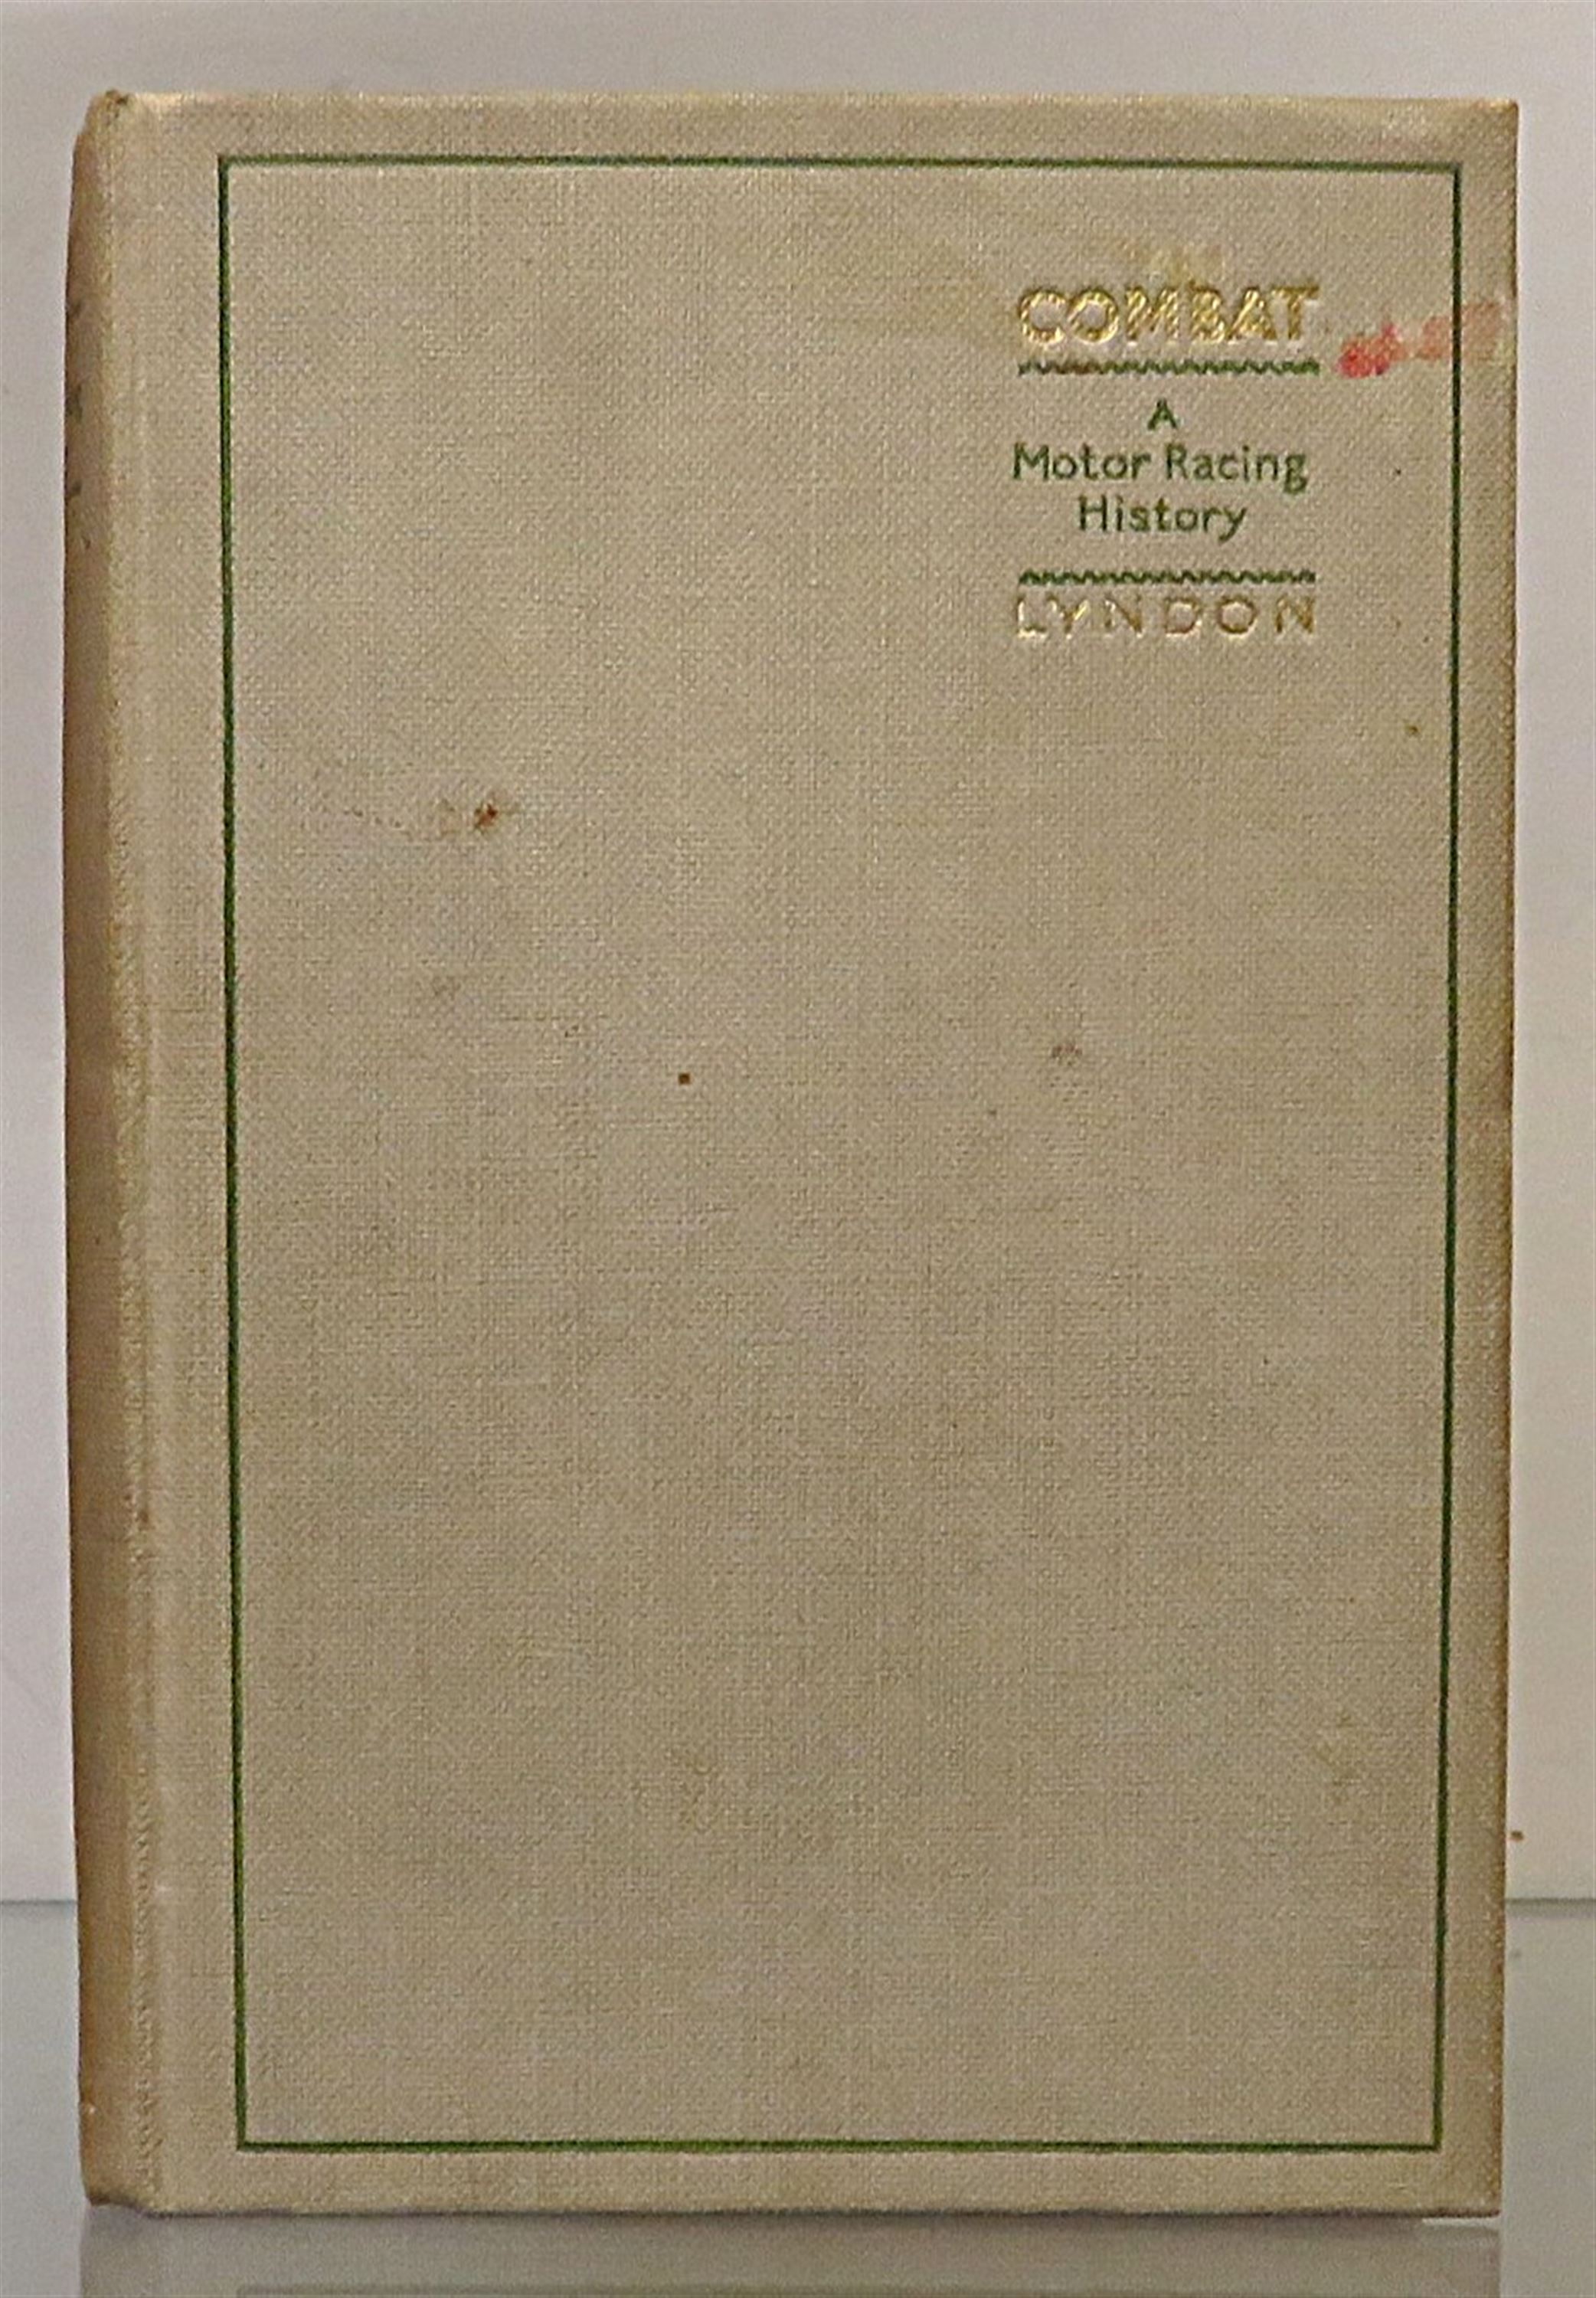 COMBAT
A
Motor Racing
History
LYNDON